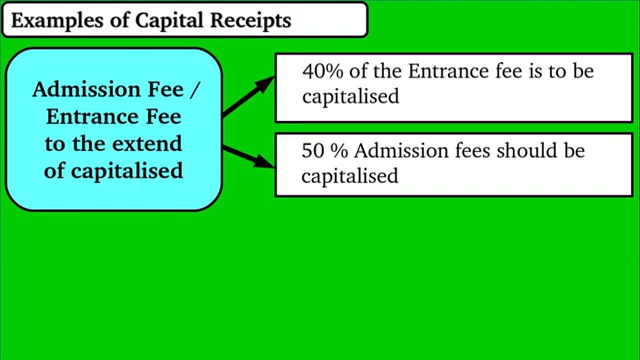 Examples of Capital Receipts
Admission Fee /
Entrance Fee
to the extend
of capitalised
40% of the Entrance fee is to be
capitalised
50 % Admission fees should be
capitalised